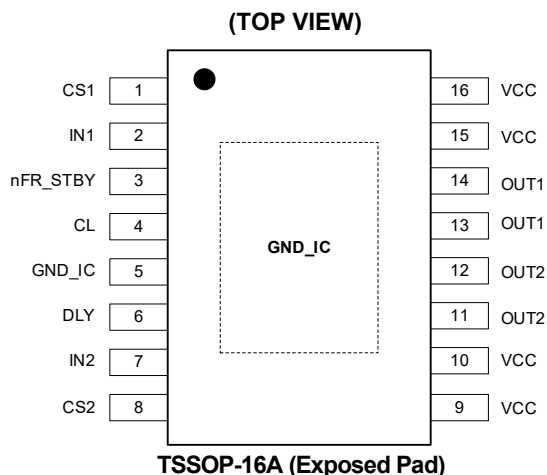 (TOP VIEW)
CS1 1 16 VCC
IN1 2 15 VCC
nFR_STBY 3 14 OUT1
CL 4 13 OUT1
GND_IC
GND_IC 5 12 OUT2
DLY 6 11 OUT2
IN2 7 10 VCC
CS2 8 9 VCC
TSSOP-16A (Exposed Pad)